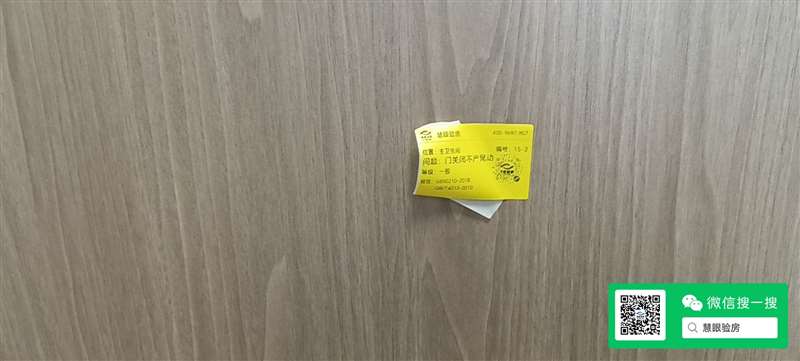 慧眼验房
位置：主卫生间
编号：15-2
问题：门关闭不严晃动
等级：一般
微信搜一搜
慧眼验房